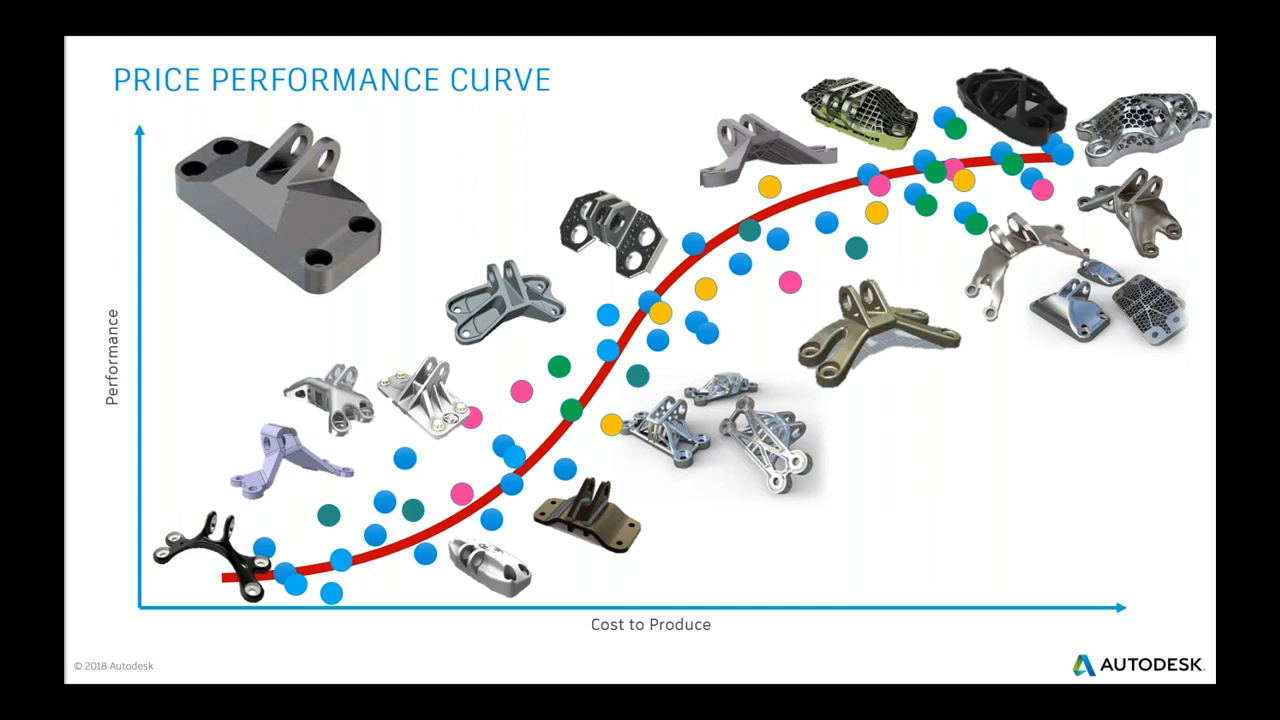 PRICE PERFORMANCE CURVE
Performance
Cost to Produce
© 2018 Autodesk
AUTODESK.